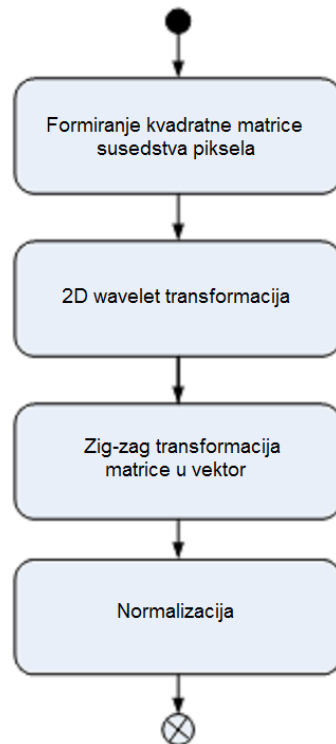 Formiranje kvadratne matrice
susedstva piksela
2D wavelet transformacija
Zig-zag transformacija
matrice u vektor
Normalizacija